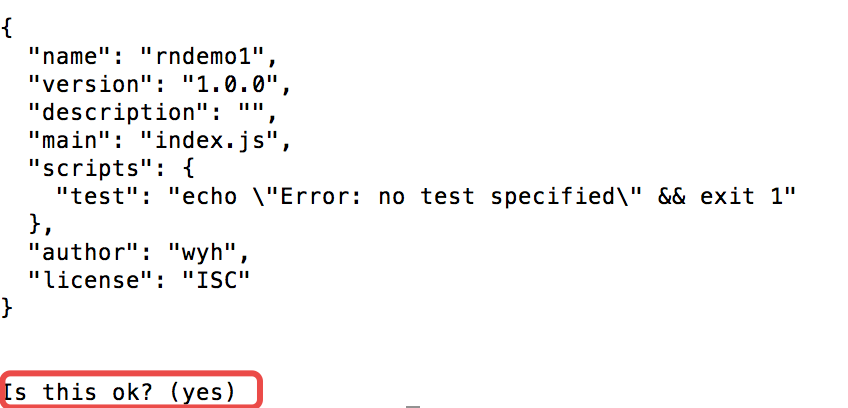 {
  "name": "rndemo1",
  "version": "1.0.0",
  "description": "",
  "main": "index.js",
  "scripts": {
    "test": "echo \"Error: no test specified\" && exit 1"
  },
  "author": "wyh",
  "license": "ISC"
}
Is this ok? (yes)